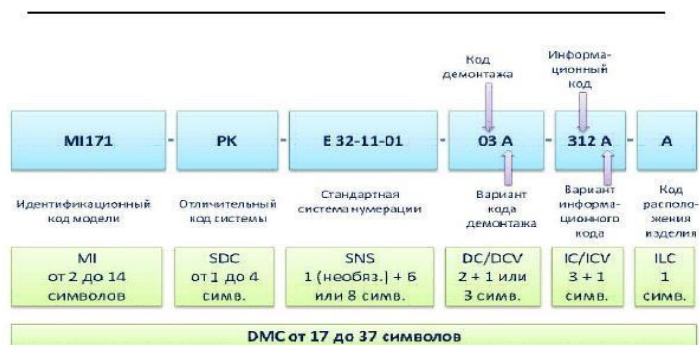 Код
демонтажа
Информа-
ционный
код
MI171 - РК - Е 32-11-01 - 03 А - 312 А - А
Идентификационный
код модели
Отличительный
код системы
Стандартная
система нумерации
Вариант
кода
демонтажа
Вариант
информа-
ционного
кода
Код
располо-
жения
изделия
MI
от 2 до 14
символов
SDC
от 1 до 4
симв.
SNS
1 (необяз.) + 6
или 8 симв.
DC/DCV
2 + 1 или
3 симв.
IC/ICV
3 + 1
симв.
ILC
1
симв.
DMC от 17 до 37 символов